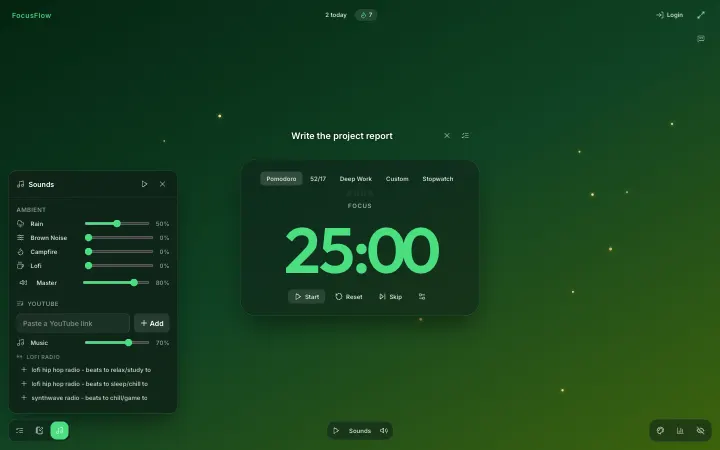 FocusFlow
2 today
7
Login
Write the project report
Pomodoro
52/17
Deep Work
Custom
Stopwatch
FOCUS
25:00
Start
Reset
Skip
Sounds
AMBIENT
Rain
50%
Brown Noise
0%
Campfire
0%
Lofi
0%
Master
80%
YOUTUBE
Paste a YouTube link
Add
Music
70%
LOFI RADIO
lofi hip hop radio - beats to relax/study to
lofi hip hop radio - beats to sleep/chill to
synthwave radio - beats to chill/game to
Sounds